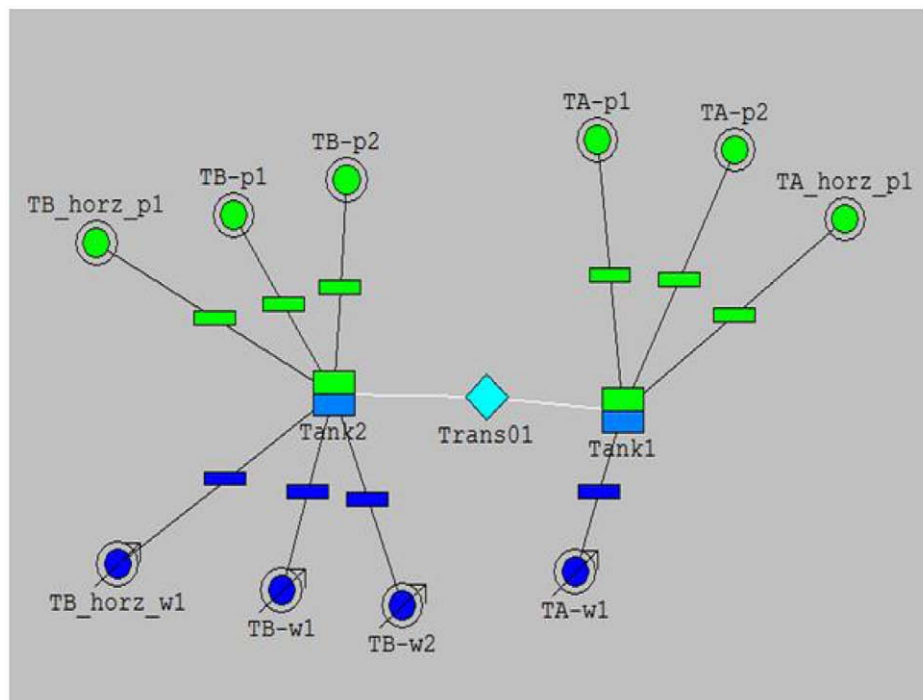 TA-p1
TA-p2
TB-p2
TB-p1
TA_horz_p1
TB_horz_p1
Tank2
Trans01
Tank1
TB_horz_w1
TB-w1
TB-w2
TA-w1